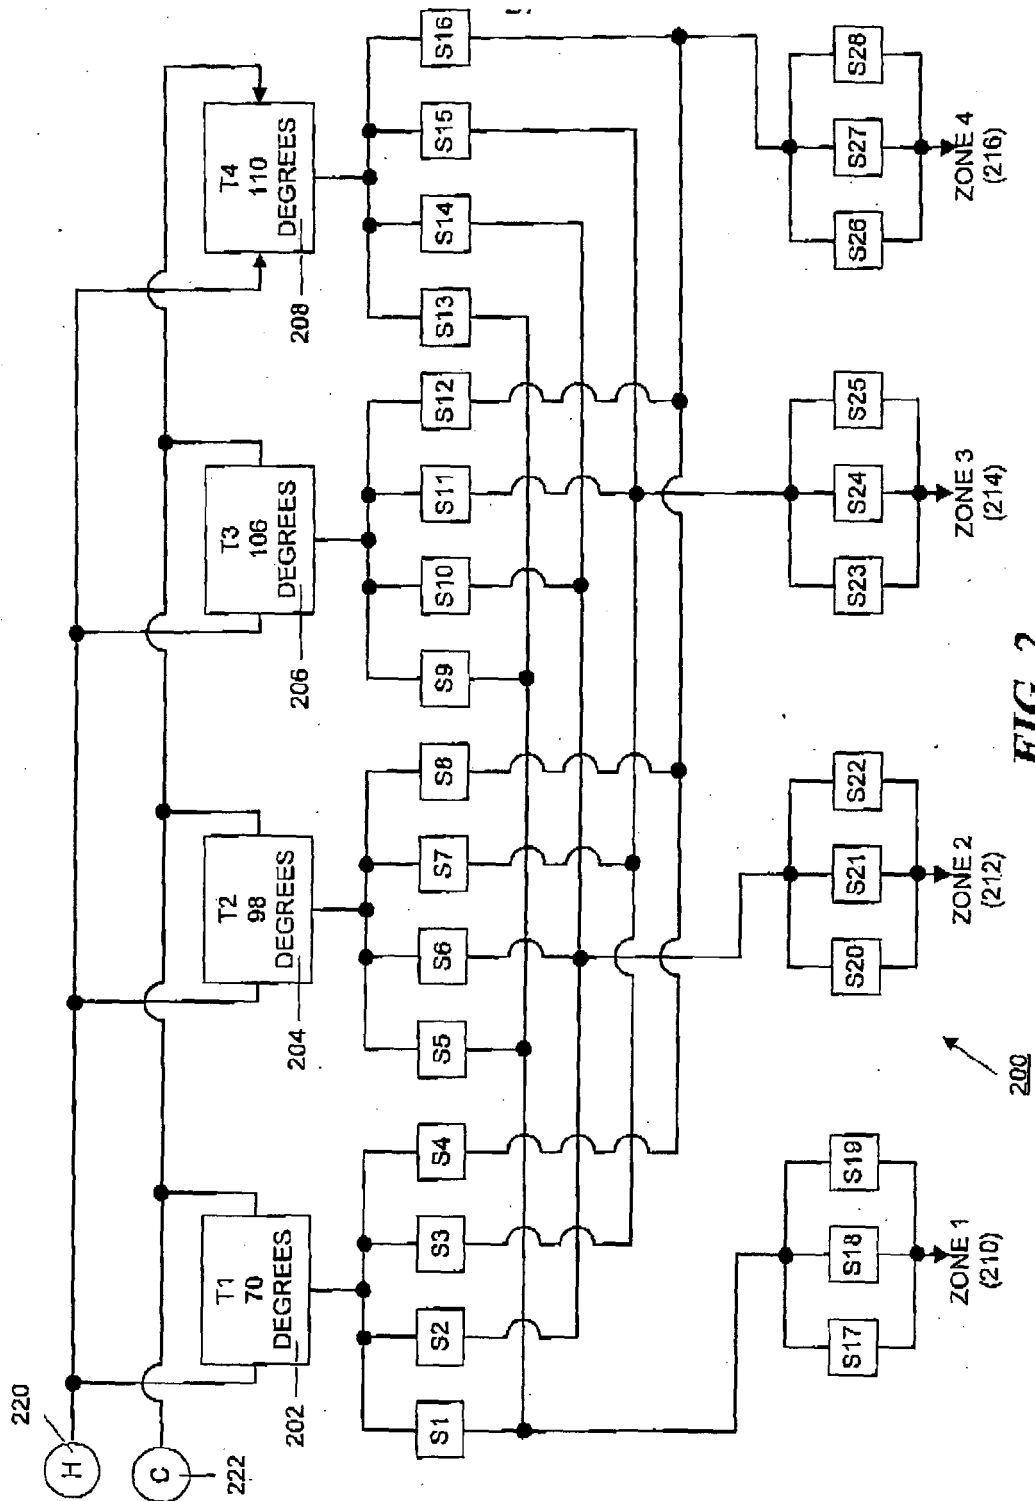 220
H
C
222
T1
70
DEGREES
202
T2
98
DEGREES
204
T3
106
DEGREES
206
T4
110
DEGREES
208
S1
S2
S3
S4
S5
S6
S7
S8
S9
S10
S11
S12
S13
S14
S15
S16
S17
S18
S19
S20
S21
S22
S23
S24
S25
S26
S27
S28
ZONE 1
(210)
ZONE 2
(212)
ZONE 3
(214)
ZONE 4
(216)
200
FIG. 2